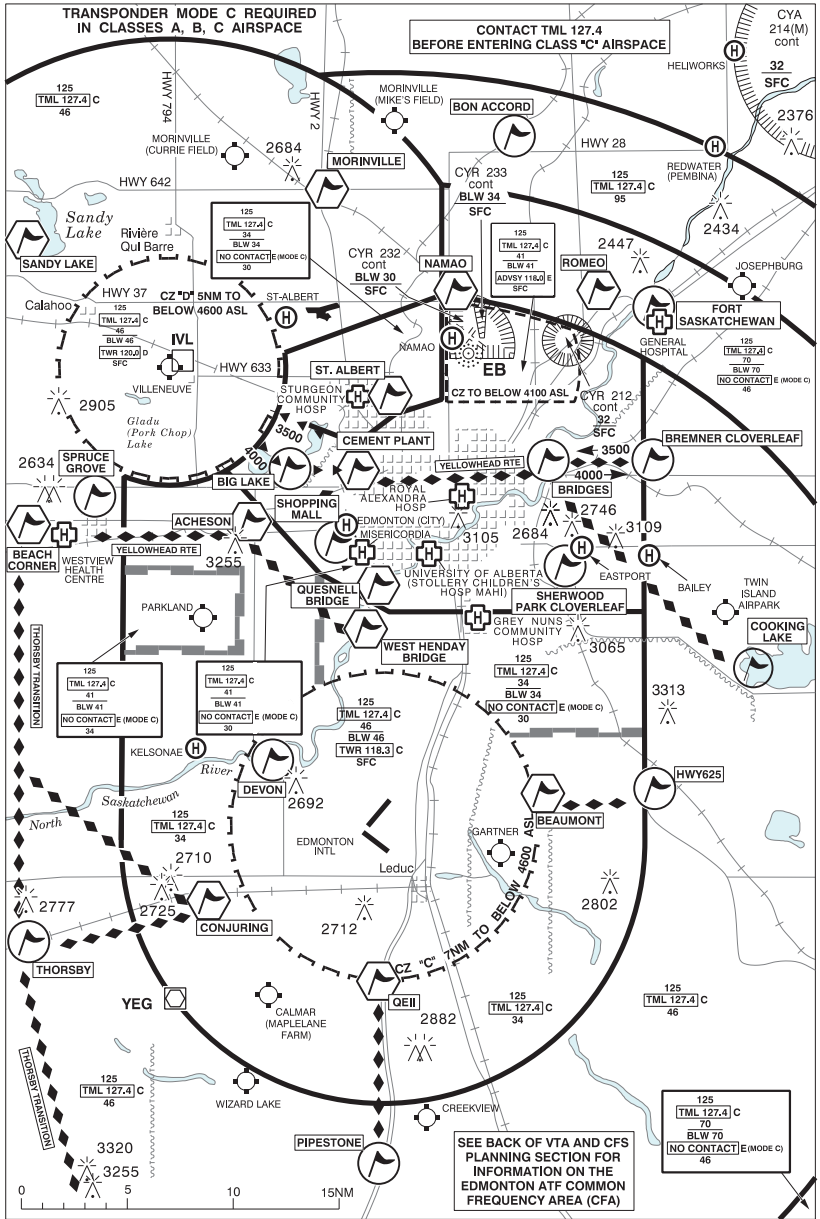 TRANSPONDER MODE C REQUIRED
IN CLASSES A, B, C AIRSPACE
CONTACT TML 127.4
BEFORE ENTERING CLASS "C" AIRSPACE
CYA
214(M)
cont
32
SFC
HELIWORKS
2376
125
TML 127.4 C
46
HWY 794
HWY 2
MORINVILLE
(MIKE'S FIELD)
BON ACCORD
MORINVILLE
(CURRIE FIELD)
2684
MORINVILLE
HWY 28
REDWATER
(PEMBINA)
HWY 642
CYR 233
cont
BLW 34
SFC
125
TML 127.4 C
95
2434
Sandy
Lake
SANDY LAKE
Rivière
Qui Barre
125
TML 127.4 C
34
BLW 34
NO CONTACT E (MODE C)
30
CYR 232
cont
BLW 30
SFC
125
TML 127.4 C
41
BLW 41
ADVSY 118.0 E
SFC
NAMAO
ROMEO
2447
JOSEPHBURG
HWY 37
Calahoo
CZ "D" 5NM TO
BELOW 4600 ASL
ST-ALBERT
FORT
SASKATCHEWAN
GENERAL
HOSPITAL
125
TML 127.4 C
46
BLW 46
TWR 120.0 D
SFC
IVL
VILLENEUVE
HWY 633
NAMAO
EB
125
TML 127.4 C
70
BLW 70
NO CONTACT E (MODE C)
46
ST. ALBERT
STURGEON
COMMUNITY
HOSP
CZ TO BELOW 4100 ASL
CYR 212
cont
32
SFC
2905
Gladu
(Pork Chop)
Lake
3500
4000
CEMENT PLANT
3500
4000
BREMNER CLOVERLEAF
2634
SPRUCE
GROVE
BIG LAKE
YELLOWHEAD RTE
BRIDGES
ROYAL
ALEXANDRA
HOSP
ACHESON
SHOPPING
MALL
EDMONTON (CITY)
MISERICORDIA
3105
2746
2684
3109
BEACH
CORNER
WESTVIEW
HEALTH
CENTRE
YELLOWHEAD RTE
3255
UNIVERSITY OF ALBERTA
(STOLLERY CHILDREN'S
HOSP MAHI)
EASTPORT
BAILEY
QUESNELL
BRIDGE
SHERWOOD
PARK CLOVERLEAF
TWIN
ISLAND
AIRPARK
PARKLAND
WEST HENDAY
BRIDGE
GREY NUNS
COMMUNITY
HOSP
3065
COOKING
LAKE
THORSBY TRANSITION
125
TML 127.4 C
41
BLW 41
NO CONTACT E (MODE C)
34
125
TML 127.4 C
41
BLW 41
NO CONTACT E (MODE C)
30
125
TML 127.4 C
46
BLW 46
TWR 118.3 C
SFC
125
TML 127.4 C
34
BLW 34
NO CONTACT E (MODE C)
30
3313
KELSONAE
River
DEVON
2692
HWY625
North
Saskatchewan
125
TML 127.4 C
34
BEAUMONT
EDMONTON
INTL
GARTNER
Leduc
2710
2725
2777
CONJURING
2712
2802
THORSBY
CZ "C" 7NM TO BELOW 4600 ASL
QEII
YEG
CALMAR
(MAPLELANE
FARM)
2882
125
TML 127.4 C
34
125
TML 127.4 C
46
THORSBY TRANSITION
125
TML 127.4 C
46
WIZARD LAKE
CREEKVIEW
3320
3255
PIPESTONE
SEE BACK OF VTA AND CFS
PLANNING SECTION FOR
INFORMATION ON THE
EDMONTON ATF COMMON
FREQUENCY AREA (CFA)
125
TML 127.4 C
70
BLW 70
NO CONTACT E (MODE C)
46
0 5 10 15NM